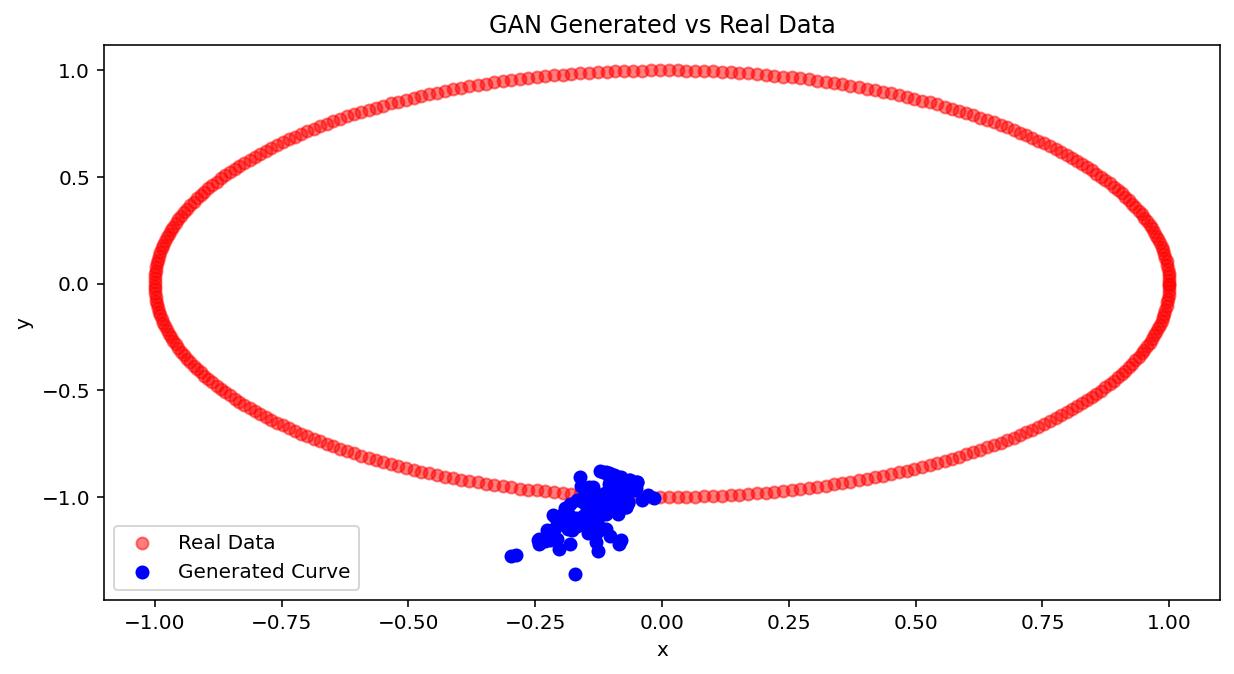 GAN Generated vs Real Data
1.0
0.5
0.0
−0.5
−1.0
y
Real Data
Generated Curve
−1.00 −0.75 −0.50 −0.25 0.00 0.25 0.50 0.75 1.00
x